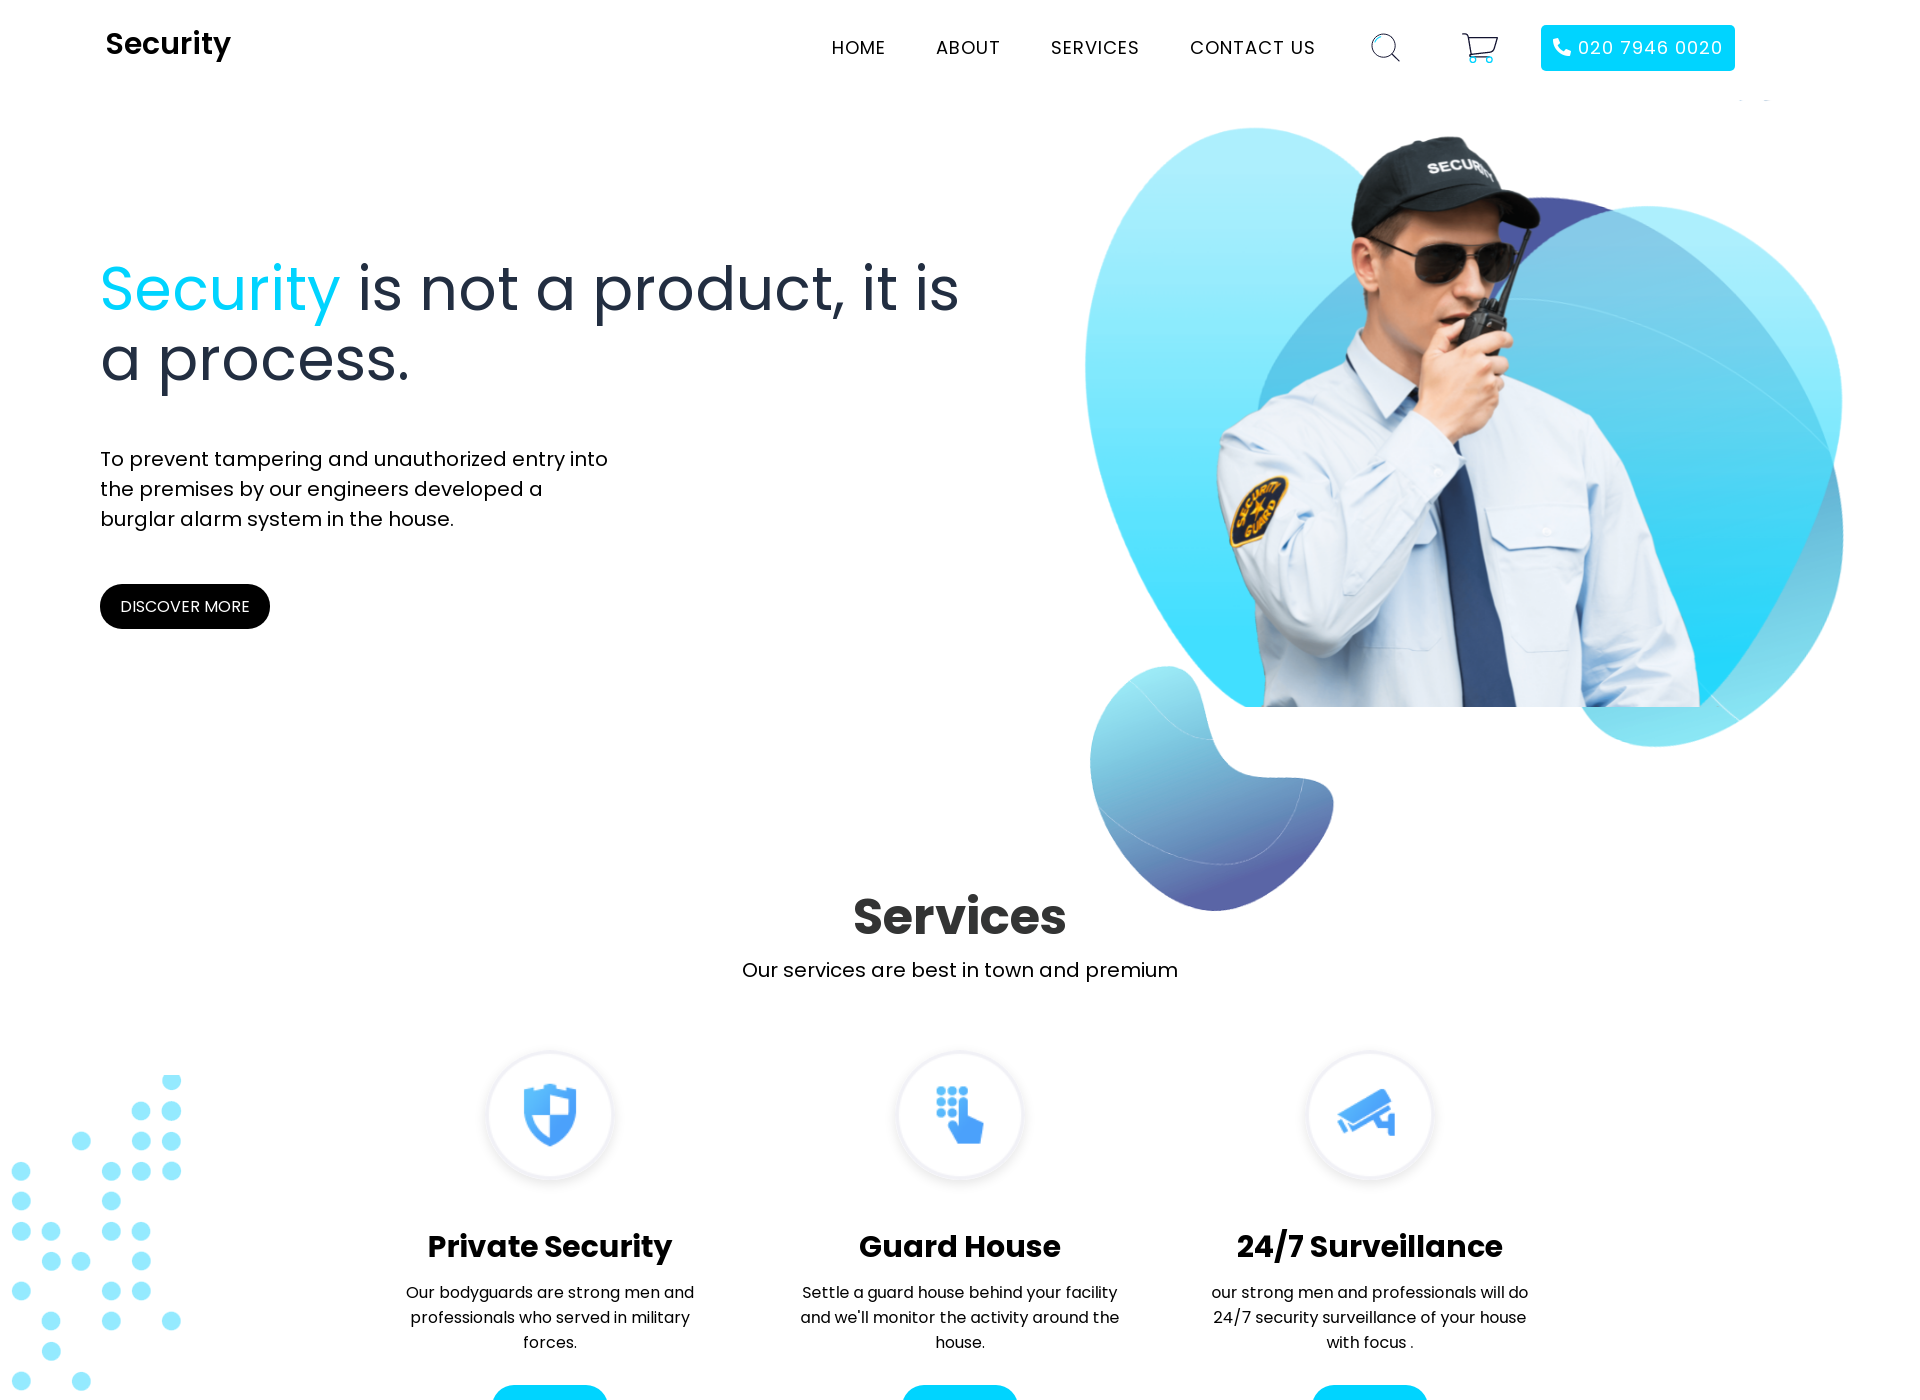 Security
HOME
ABOUT
SERVICES
CONTACT US
020 7946 0020
SECURITY
Security is not a product, it is
a process.
To prevent tampering and unauthorized entry into
the premises by our engineers developed a
burglar alarm system in the house.
SECURITY
GUARD
DISCOVER MORE
Services
Our services are best in town and premium
Private Security
Our bodyguards are strong men and
professionals who served in military
forces.
Guard House
Settle a guard house behind your facility
and we'll monitor the activity around the
house.
24/7 Surveillance
our strong men and professionals will do
24/7 security surveillance of your house
with focus .